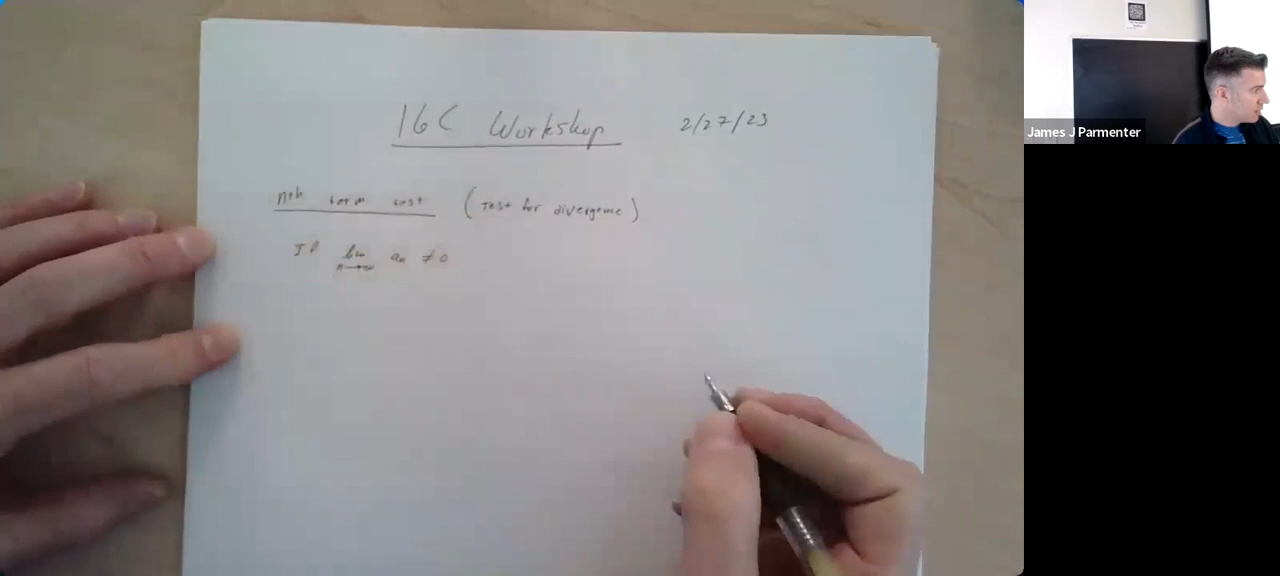 16C Workshop 2/27/23
nth term test (Test for divergence)
If lim aₙ ≠ 0
n→∞
James J Parmenter